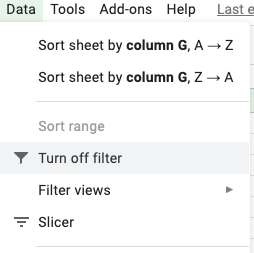 Data Tools Add-ons Help Last e
Sort sheet by column G, A → Z
Sort sheet by column G, Z → A
Sort range
Turn off filter
Filter views ►
Slicer